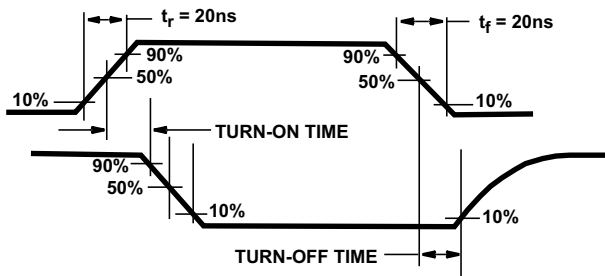 tr = 20ns
tf = 20ns
90%
90%
50%
50%
10%
10%
TURN-ON TIME
90%
50%
10%
10%
TURN-OFF TIME